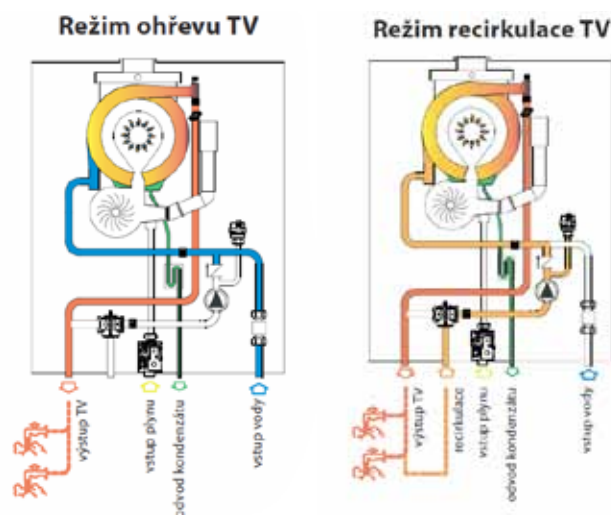 Režim ohřevu TV
Režim recirkulace TV
výstup TV
vstup plynu
odvod kondenzátu
vstup vody
výstup TV
recirkulace
vstup plynu
odvod kondenzátu
vstup vody